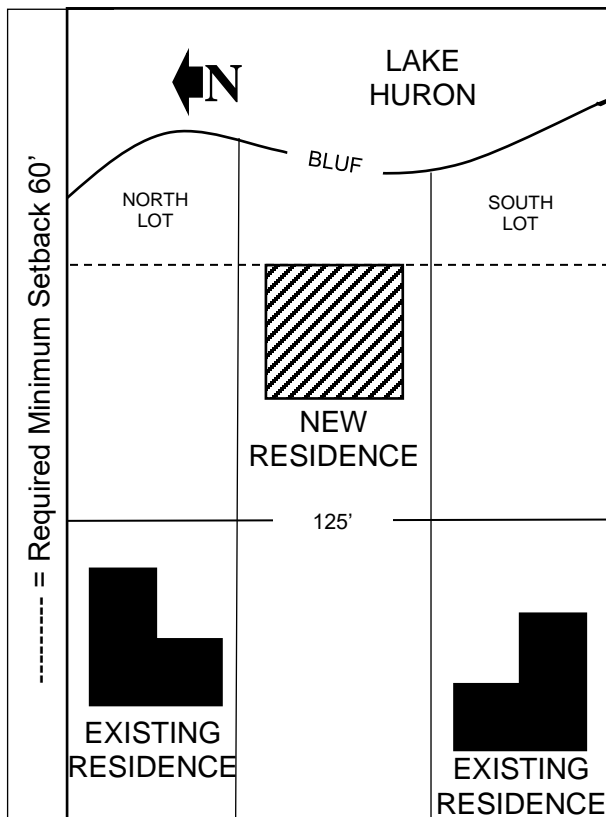 N
LAKE
HURON
BLUF
NORTH
LOT
SOUTH
LOT
--------- = Required Minimum Setback 60’
NEW
RESIDENCE
125’
EXISTING
RESIDENCE
EXISTING
RESIDENCE